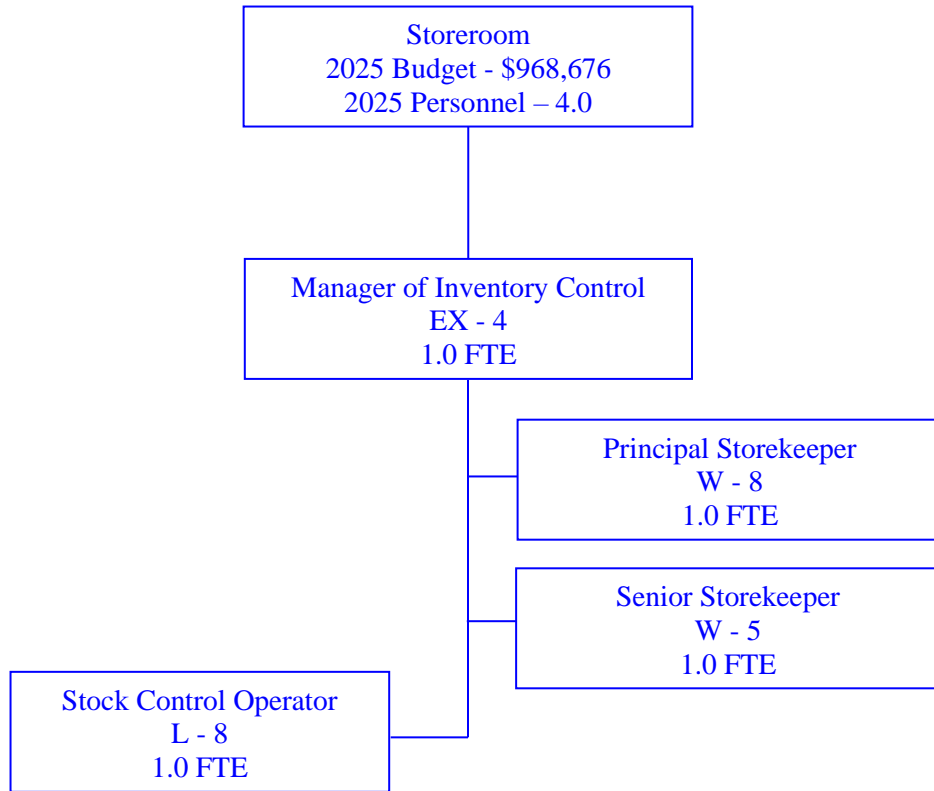 Storeroom
2025 Budget - $968,676
2025 Personnel – 4.0
Manager of Inventory Control
EX - 4
1.0 FTE
Principal Storekeeper
W - 8
1.0 FTE
Senior Storekeeper
W - 5
1.0 FTE
Stock Control Operator
L - 8
1.0 FTE